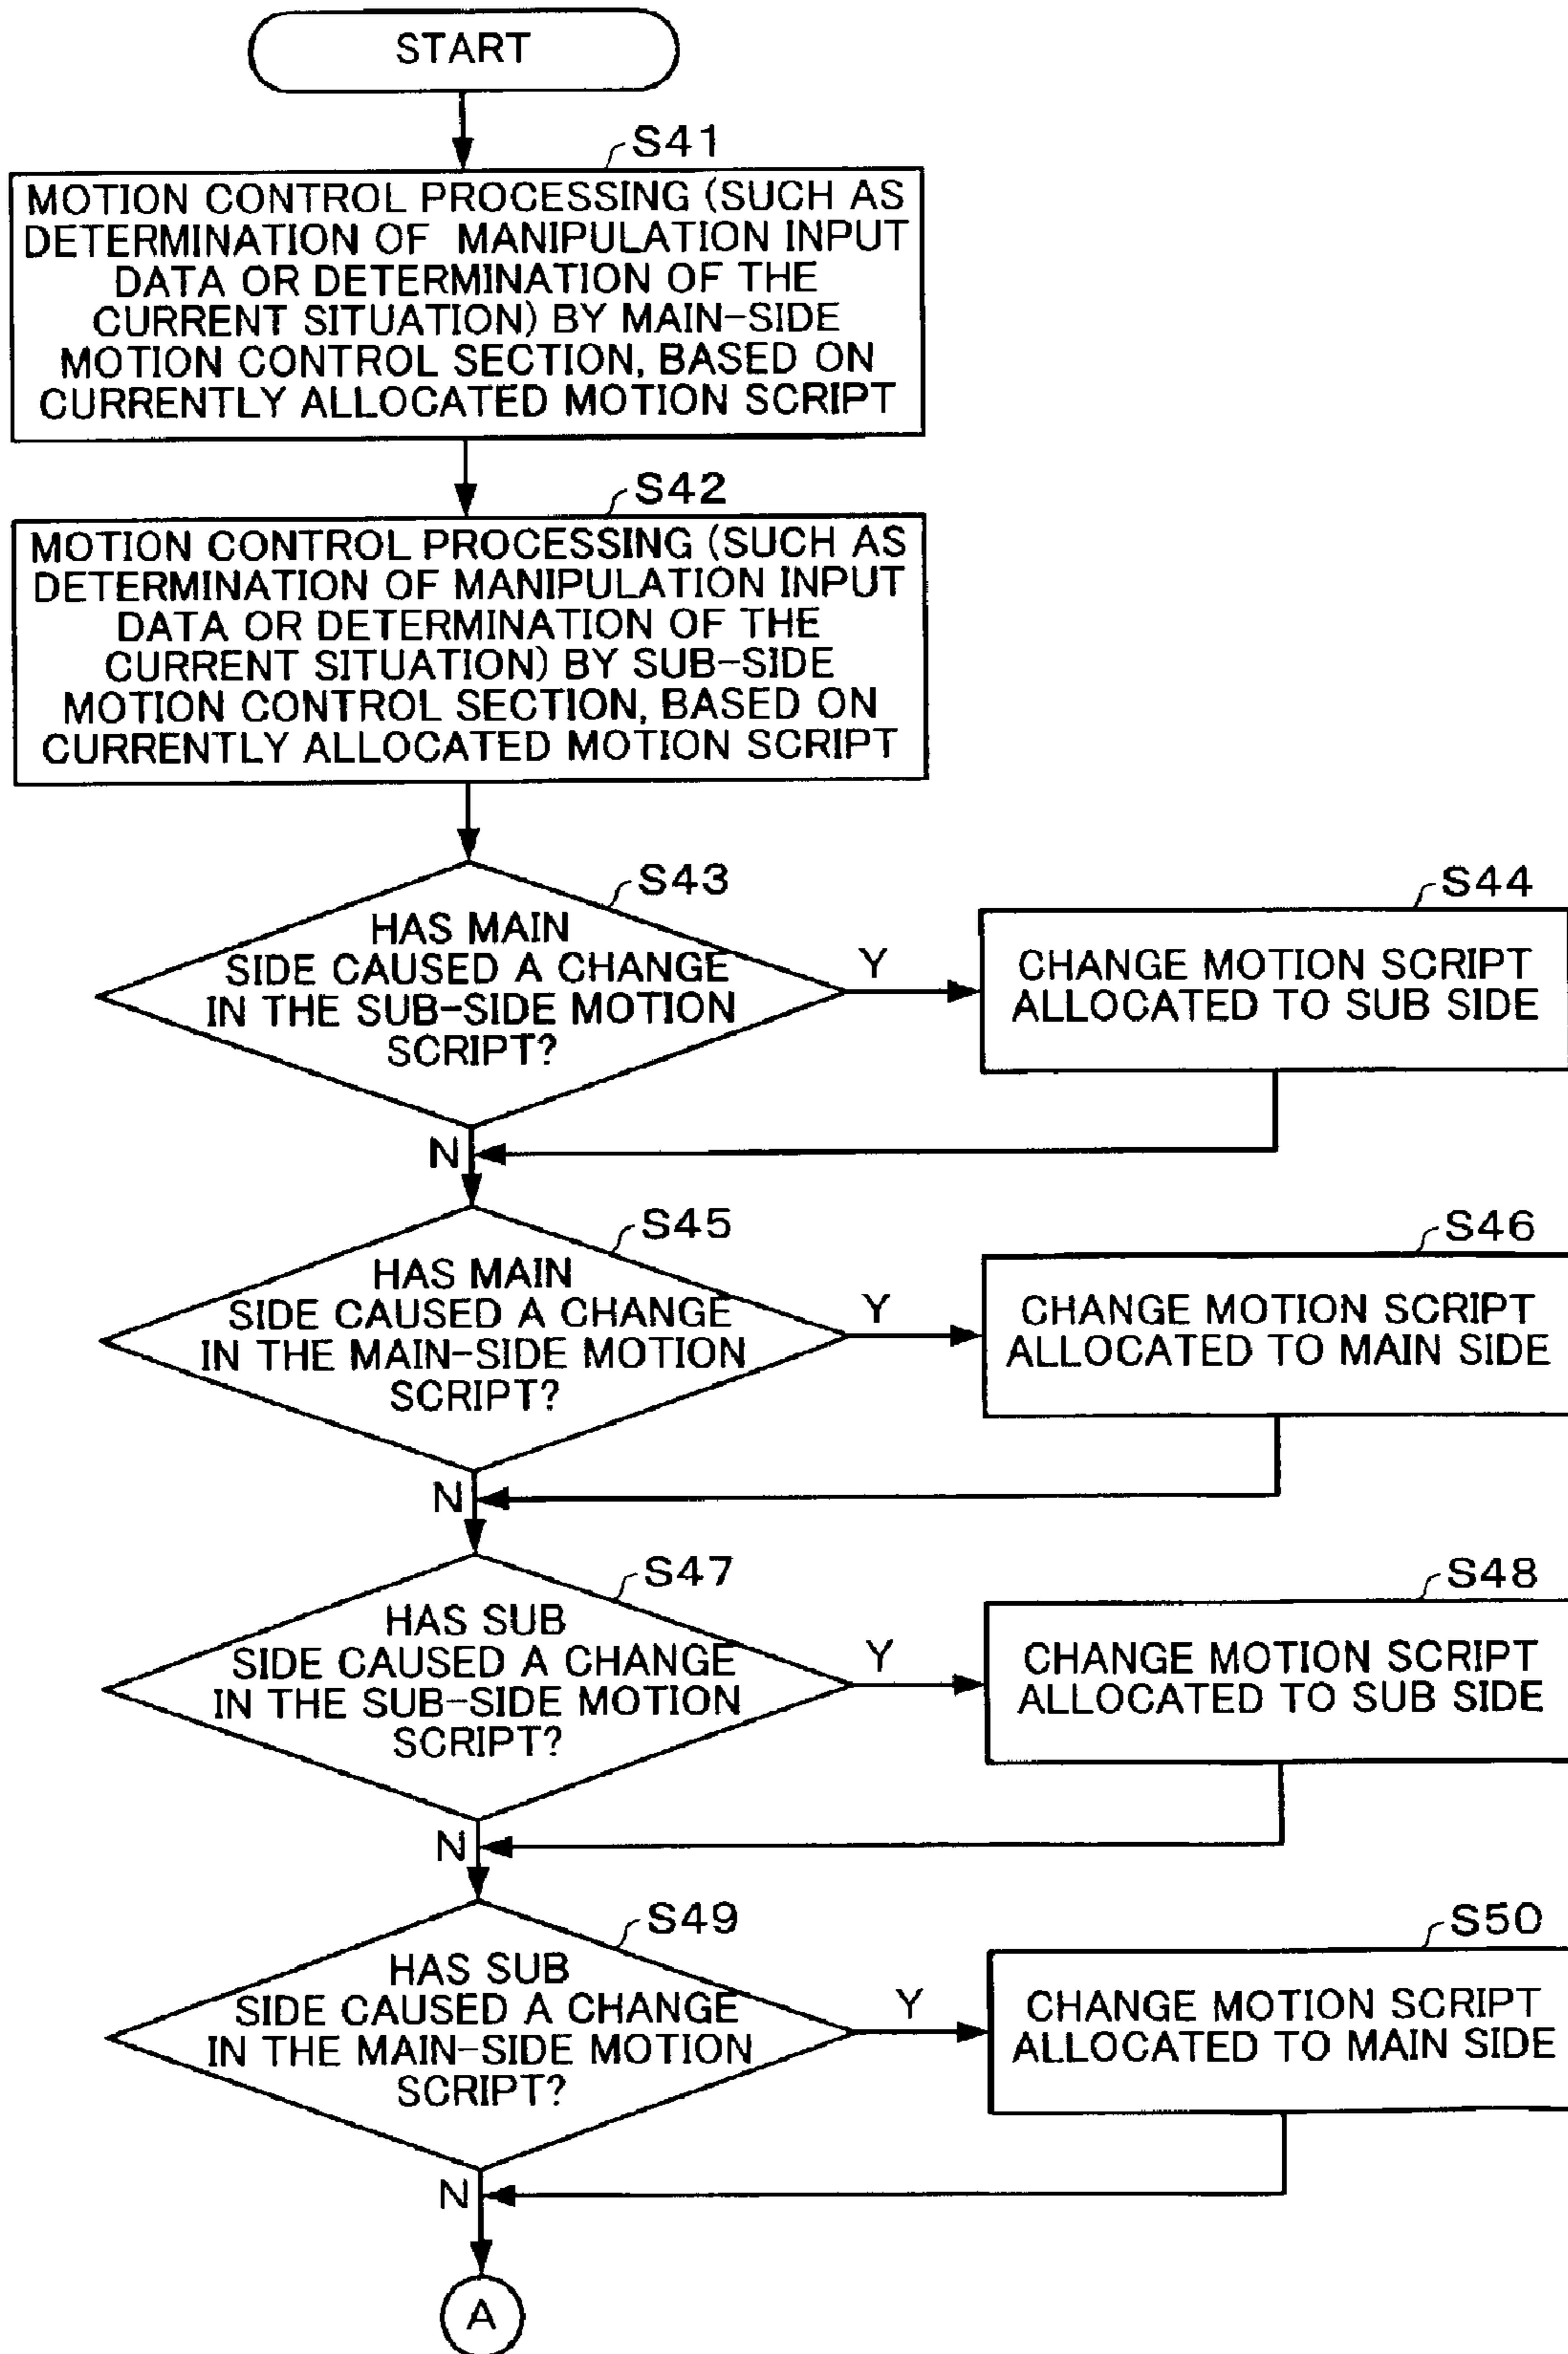 START
S41
MOTION CONTROL PROCESSING (SUCH AS
DETERMINATION OF MANIPULATION INPUT
DATA OR DETERMINATION OF THE
CURRENT SITUATION) BY MAIN-SIDE
MOTION CONTROL SECTION, BASED ON
CURRENTLY ALLOCATED MOTION SCRIPT
S42
MOTION CONTROL PROCESSING (SUCH AS
DETERMINATION OF MANIPULATION INPUT
DATA OR DETERMINATION OF THE
CURRENT SITUATION) BY SUB-SIDE
MOTION CONTROL SECTION, BASED ON
CURRENTLY ALLOCATED MOTION SCRIPT
S43
HAS MAIN
SIDE CAUSED A CHANGE
IN THE SUB-SIDE MOTION
SCRIPT?
Y
S44
CHANGE MOTION SCRIPT
ALLOCATED TO SUB SIDE
N
S45
HAS MAIN
SIDE CAUSED A CHANGE
IN THE MAIN-SIDE MOTION
SCRIPT?
Y
S46
CHANGE MOTION SCRIPT
ALLOCATED TO MAIN SIDE
N
S47
HAS SUB
SIDE CAUSED A CHANGE
IN THE SUB-SIDE MOTION
SCRIPT?
Y
S48
CHANGE MOTION SCRIPT
ALLOCATED TO SUB SIDE
N
S49
HAS SUB
SIDE CAUSED A CHANGE
IN THE MAIN-SIDE MOTION
SCRIPT?
Y
S50
CHANGE MOTION SCRIPT
ALLOCATED TO MAIN SIDE
N
A